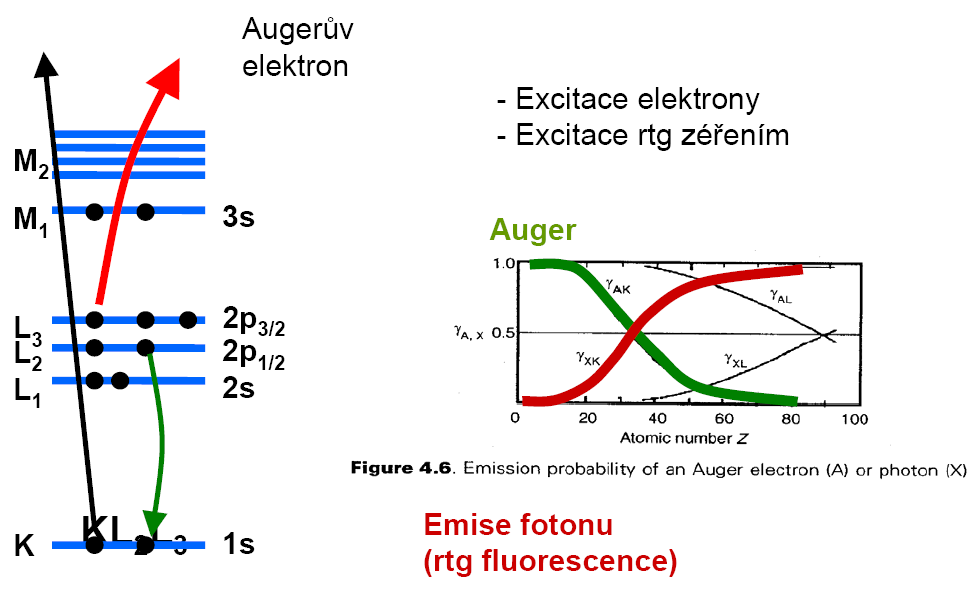 Augerův
elektron
- Excitace elektrony
- Excitace rtg zéřením
M2
M1
3s
L3
2p3/2
L2
2p1/2
L1
2s
KL2L3
K
1s
Auger
1.0
0.5
γA, X
γAK
γXK
γAL
γXL
0 20 40 60 80 100
Atomic number Z
Figure 4.6. Emission probability of an Auger electron (A) or photon (X)
Emise fotonu
(rtg fluorescence)